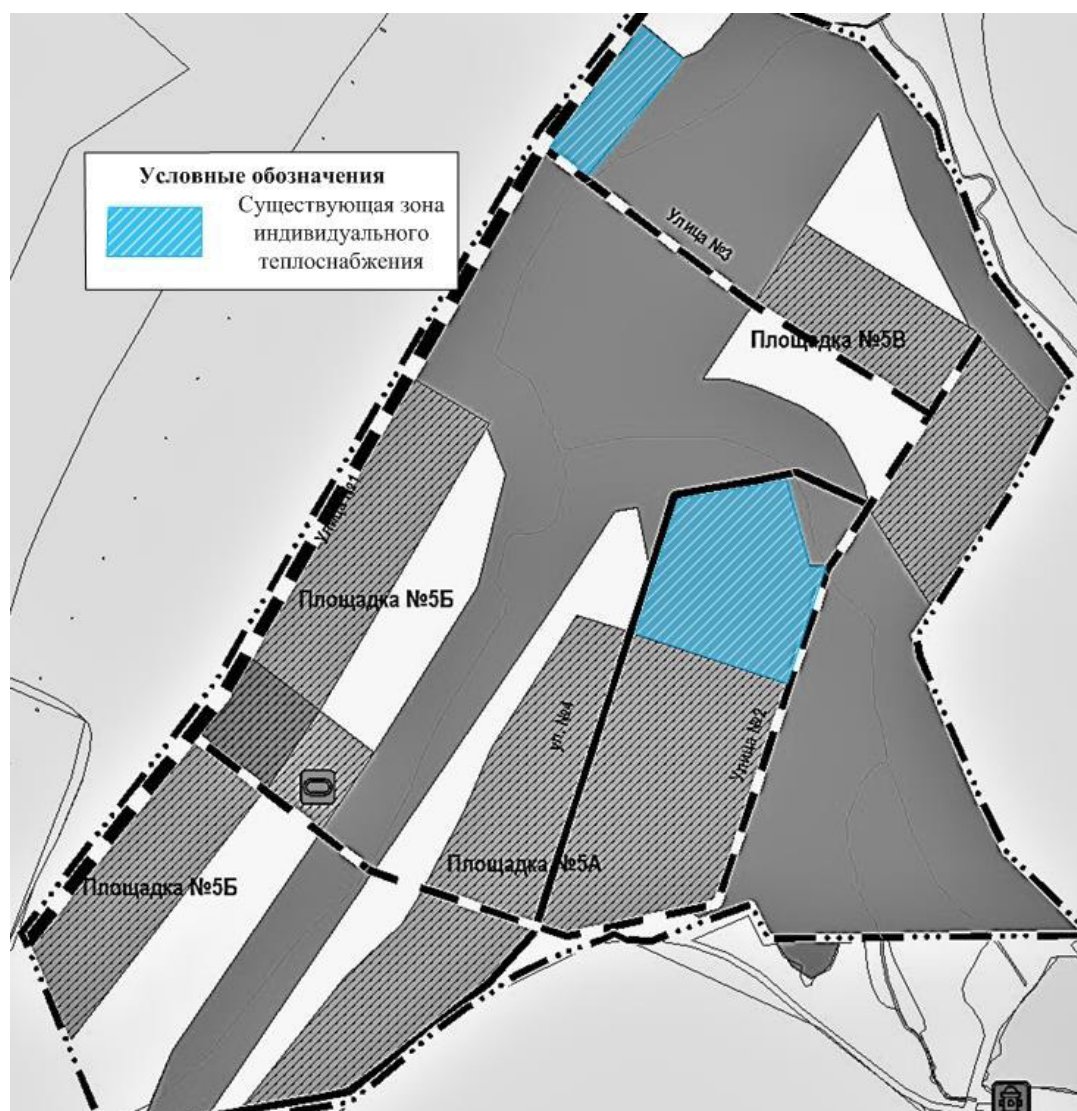 Условные обозначения
Существующая зона
индивидуального
теплоснабжения
Улица №3
Площадка №5В
Улица №1
Площадка №5Б
ул. №4
Улица №2
Площадка №5А
Площадка №5Б